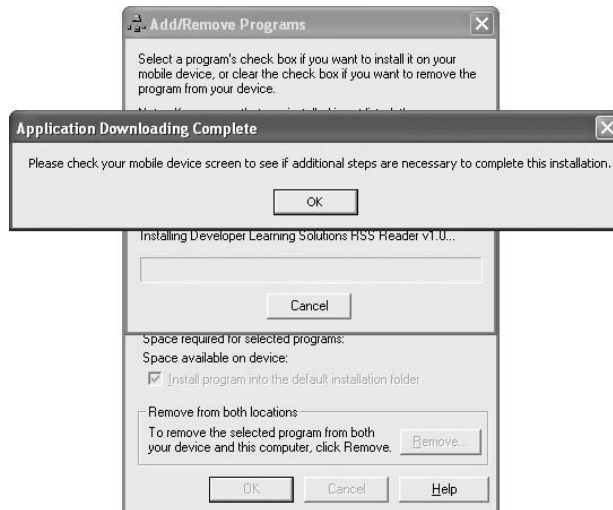 Add/Remove Programs
Select a program's check box if you want to install it on your
mobile device, or clear the check box if you want to remove the
program from your device.
Application Downloading Complete
Please check your mobile device screen to see if additional steps are necessary to complete this installation.
OK
Installing Developer Learning Solutions RSS Reader v1.0...
Cancel
Space required for selected programs:
Space available on device:
Install program into the default installation folder
Remove from both locations
To remove the selected program from both
your device and this computer, click Remove.
Remove...
OK
Cancel
Help